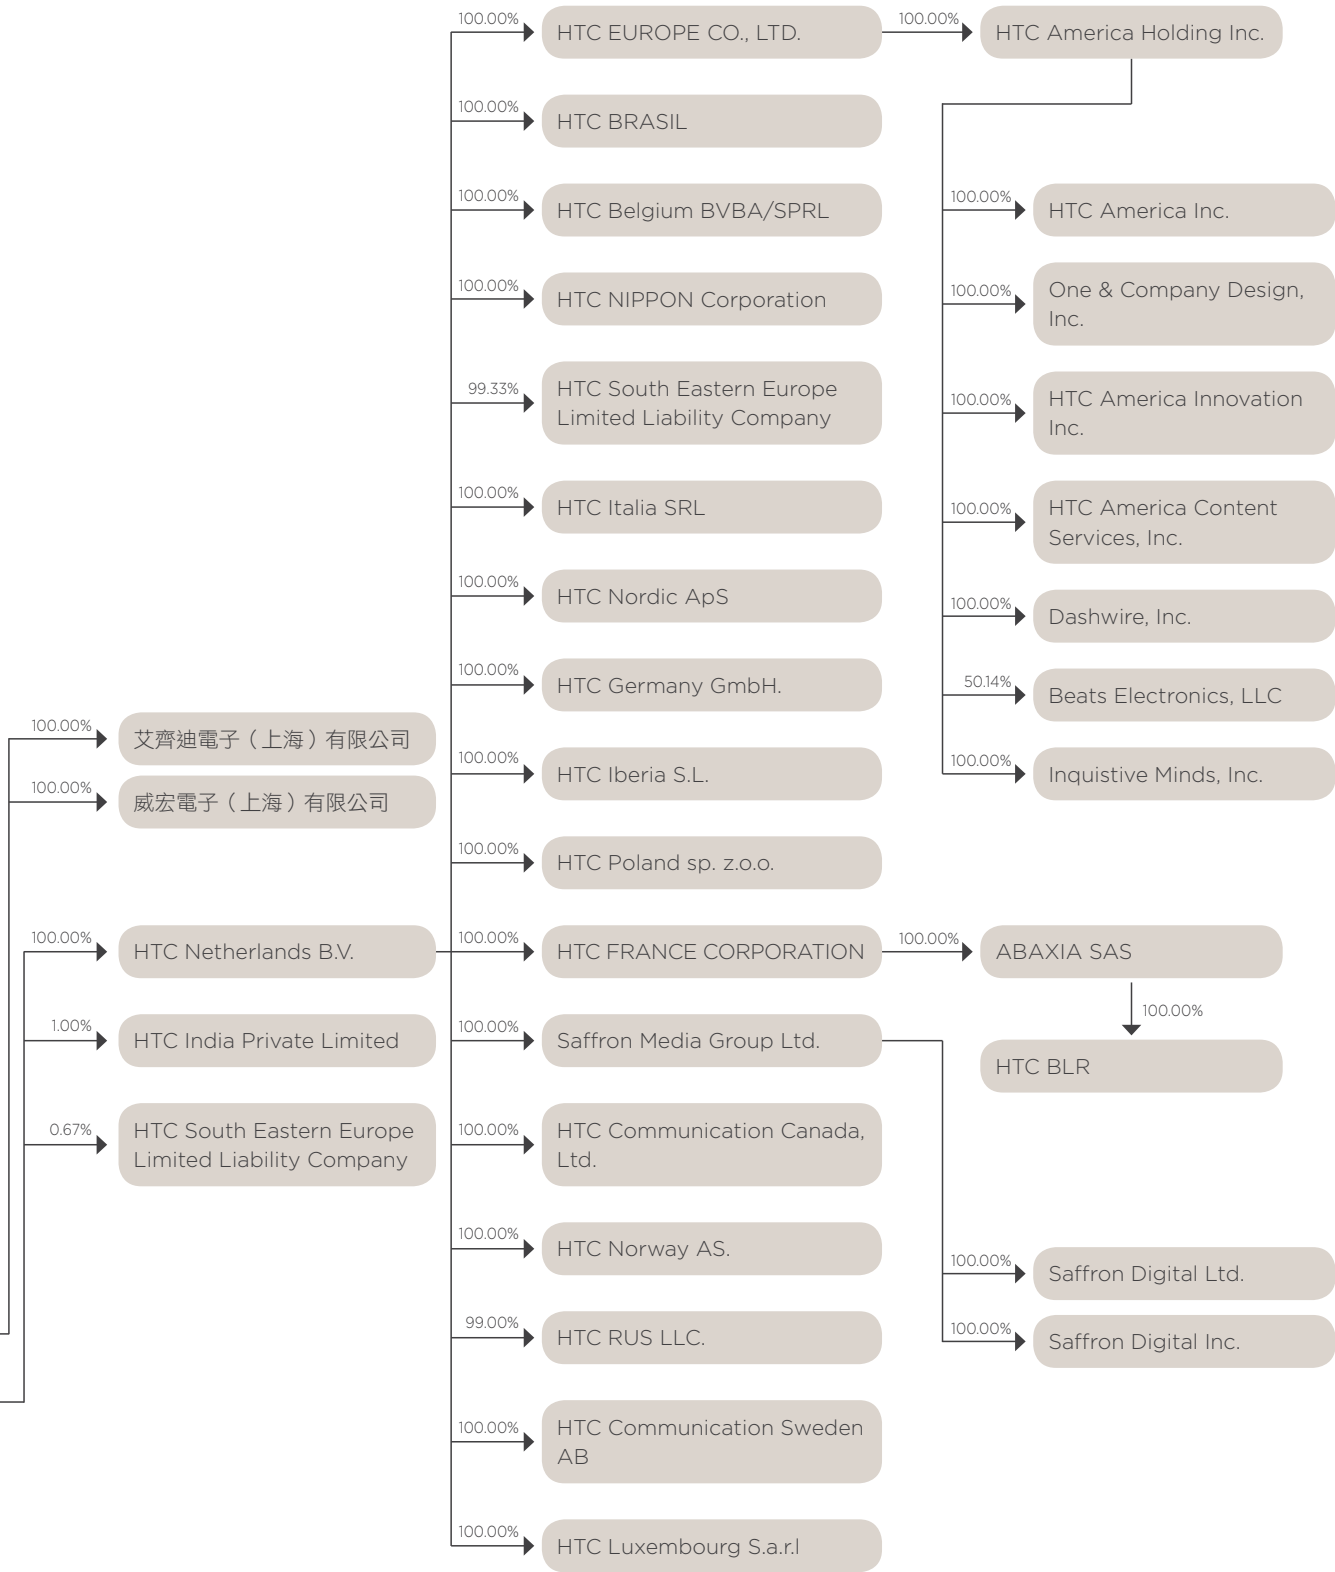 100.00%
艾齊迪電子（上海）有限公司
100.00%
威宏電子（上海）有限公司
100.00%
HTC Netherlands B.V.
1.00%
HTC India Private Limited
0.67%
HTC South Eastern Europe
Limited Liability Company
100.00%
HTC EUROPE CO., LTD.
100.00%
HTC BRASIL
100.00%
HTC Belgium BVBA/SPRL
100.00%
HTC NIPPON Corporation
99.33%
HTC South Eastern Europe
Limited Liability Company
100.00%
HTC Italia SRL
100.00%
HTC Nordic ApS
100.00%
HTC Germany GmbH.
100.00%
HTC Iberia S.L.
100.00%
HTC Poland sp. z.o.o.
100.00%
HTC FRANCE CORPORATION
100.00%
Saffron Media Group Ltd.
100.00%
HTC Communication Canada,
Ltd.
100.00%
HTC Norway AS.
99.00%
HTC RUS LLC.
100.00%
HTC Communication Sweden
AB
100.00%
HTC Luxembourg S.a.r.l
100.00%
HTC America Holding Inc.
100.00%
HTC America Inc.
100.00%
One & Company Design,
Inc.
100.00%
HTC America Innovation
Inc.
100.00%
HTC America Content
Services, Inc.
100.00%
Dashwire, Inc.
50.14%
Beats Electronics, LLC
100.00%
Inquistive Minds, Inc.
100.00%
ABAXIA SAS
100.00%
HTC BLR
100.00%
Saffron Digital Ltd.
100.00%
Saffron Digital Inc.